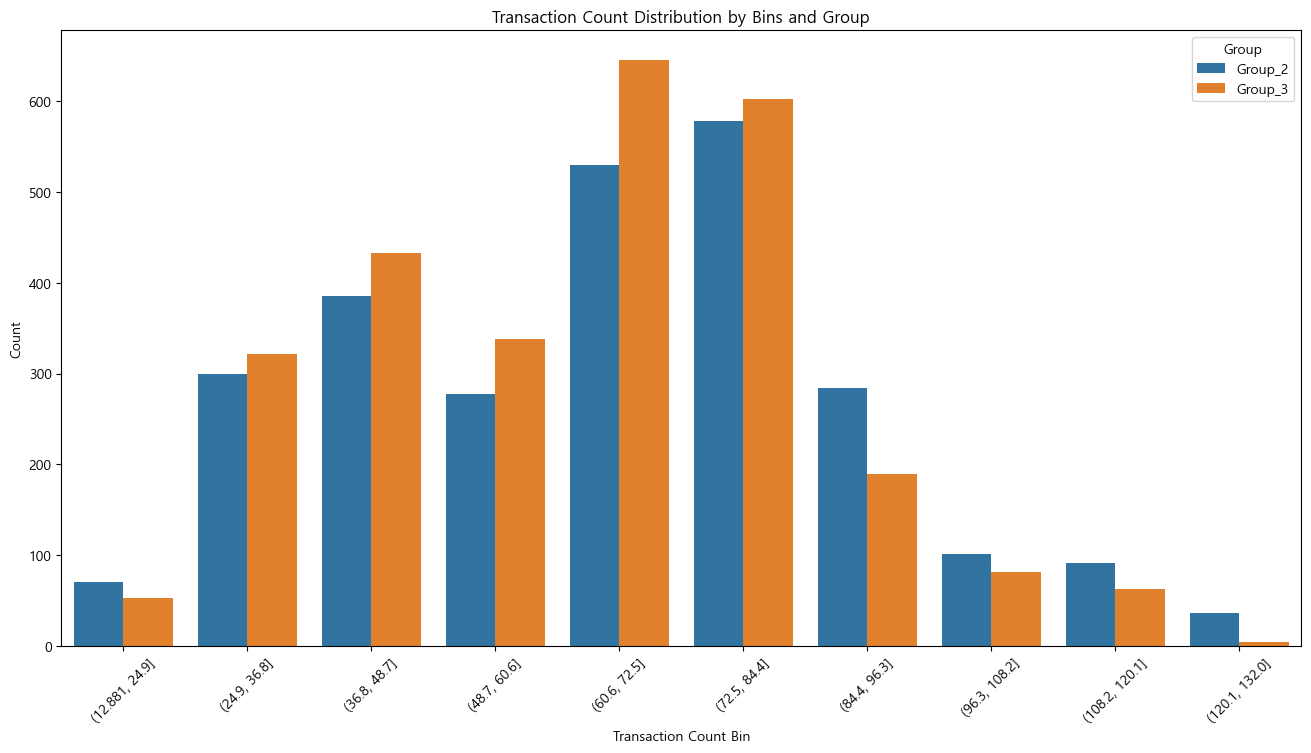 Transaction Count Distribution by Bins and Group
Group
Group_2
Group_3
Count
600
500
400
300
200
100
0
(12.881, 24.9]
(24.9, 36.8]
(36.8, 48.7]
(48.7, 60.6]
(60.6, 72.5]
(72.5, 84.4]
(84.4, 96.3]
(96.3, 108.2]
(108.2, 120.1]
(120.1, 132.0]
Transaction Count Bin